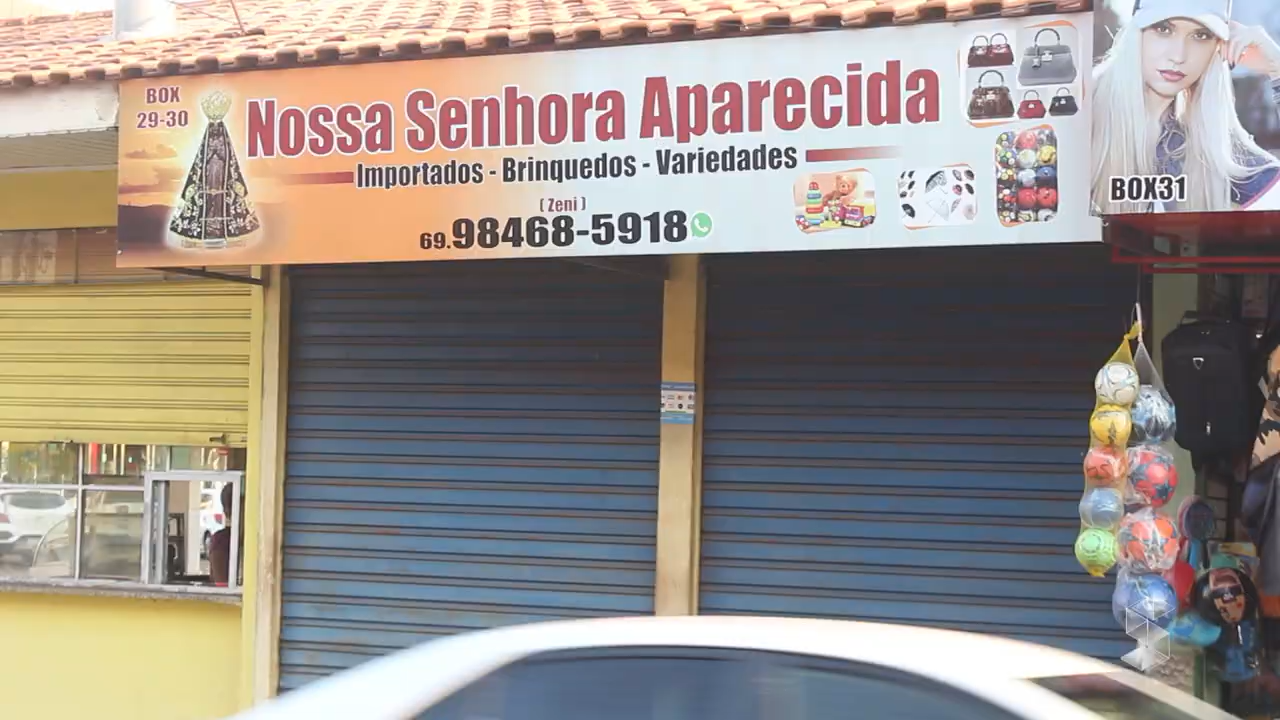 BOX
29-30
Nossa Senhora Aparecida
Importados - Brinquedos - Variedades
( Zeni )
69.98468-5918
BOX31